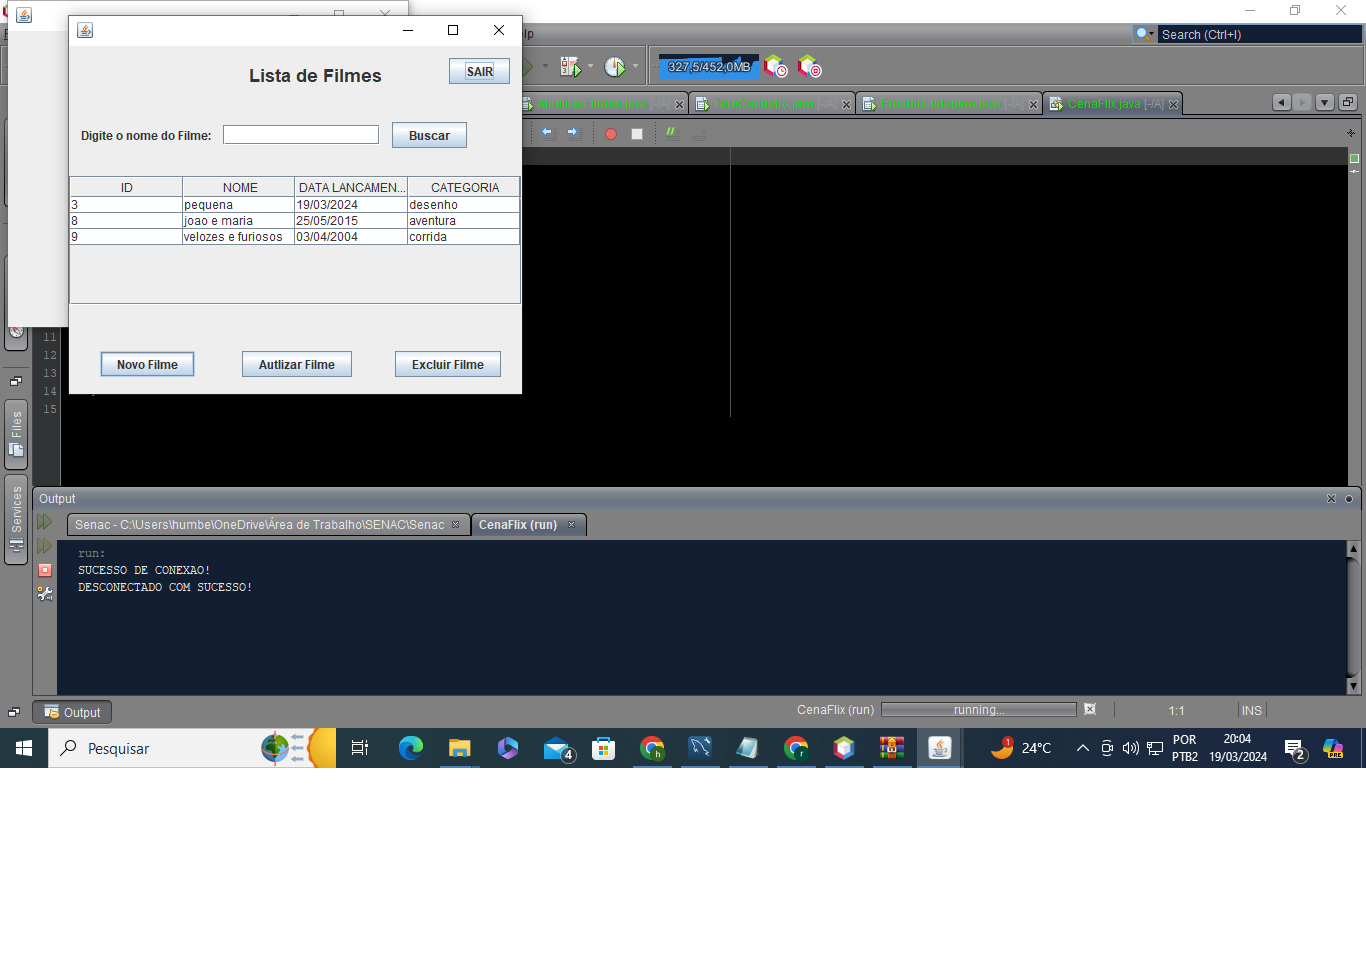 lp
Search (Ctrl+I)
Lista de Filmes
SAIR
327,5/452,0MB
TelaCadastro.java [-/A]
CenaFlix.java [-/A]
Digite o nome do Filme:
Buscar
ID
NOME
DATA LANCAMEN...
CATEGORIA
3
pequena
19/03/2024
desenho
8
joao e maria
25/05/2015
aventura
9
velozes e furiosos
03/04/2004
corrida
Novo Filme
Autlizar Filme
Excluir Filme
11
12
13
14
15
Files
Services
Output
Senac - C:\Users\humbe\OneDrive\Área de Trabalho\SENAC\Senac
CenaFlix (run)
run:
SUCESSO DE CONEXAO!
DESCONECTADO COM SUCESSO!
Output
CenaFlix (run)
running...
1:1
INS
Pesquisar
4
1
24°C
POR
PTB2
20:04
19/03/2024
2
PRE